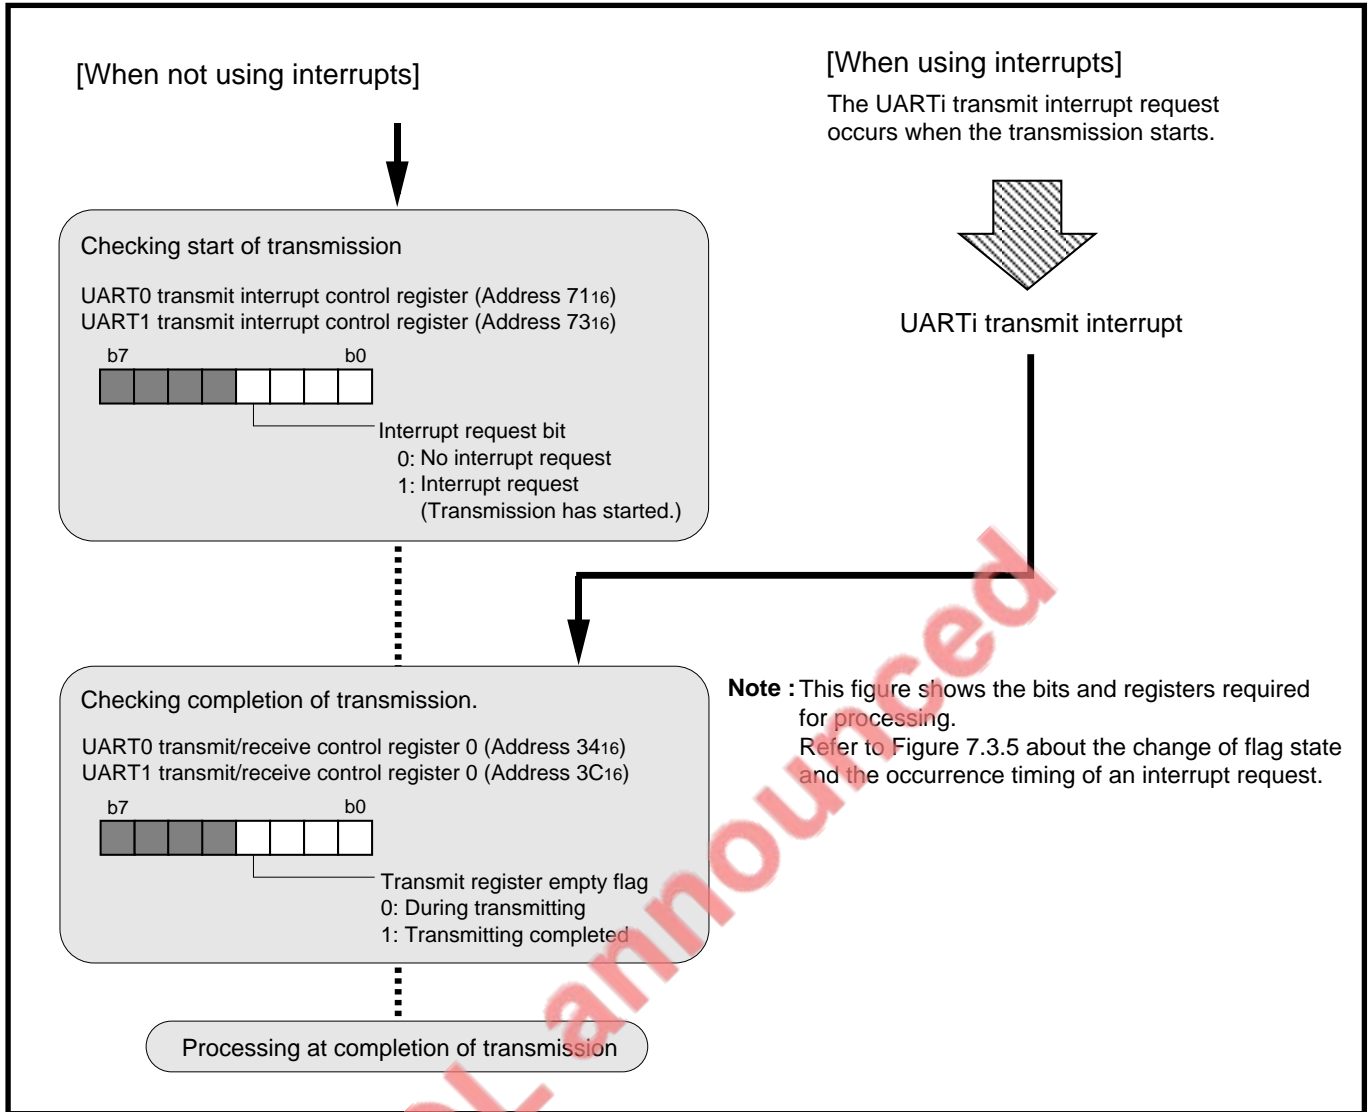 [When not using interrupts]
Checking start of transmission
UART0 transmit interrupt control register (Address 7116)
UART1 transmit interrupt control register (Address 7316)
b7 b0
Interrupt request bit
0: No interrupt request
1: Interrupt request
(Transmission has started.)
[When using interrupts]
The UARTi transmit interrupt request
occurs when the transmission starts.
UARTi transmit interrupt
Checking completion of transmission.
UART0 transmit/receive control register 0 (Address 3416)
UART1 transmit/receive control register 0 (Address 3C16)
b7 b0
Transmit register empty flag
0: During transmitting
1: Transmitting completed
Note : This figure shows the bits and registers required
for processing.
Refer to Figure 7.3.5 about the change of flag state
and the occurrence timing of an interrupt request.
Processing at completion of transmission
L announced